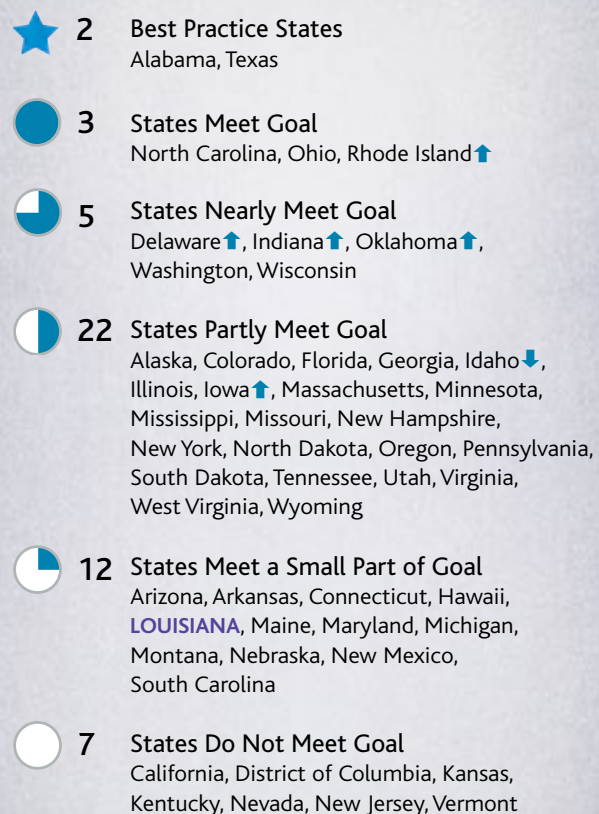 2 Best Practice States
Alabama, Texas
3 States Meet Goal
North Carolina, Ohio, Rhode Island⬆
5 States Nearly Meet Goal
Delaware⬆, Indiana⬆, Oklahoma⬆,
Washington, Wisconsin
22 States Partly Meet Goal
Alaska, Colorado, Florida, Georgia, Idaho⬇,
Illinois, Iowa⬆, Massachusetts, Minnesota,
Mississippi, Missouri, New Hampshire,
New York, North Dakota, Oregon, Pennsylvania,
South Dakota, Tennessee, Utah, Virginia,
West Virginia, Wyoming
12 States Meet a Small Part of Goal
Arizona, Arkansas, Connecticut, Hawaii,
LOUISIANA, Maine, Maryland, Michigan,
Montana, Nebraska, New Mexico,
South Carolina
7 States Do Not Meet Goal
California, District of Columbia, Kansas,
Kentucky, Nevada, New Jersey, Vermont